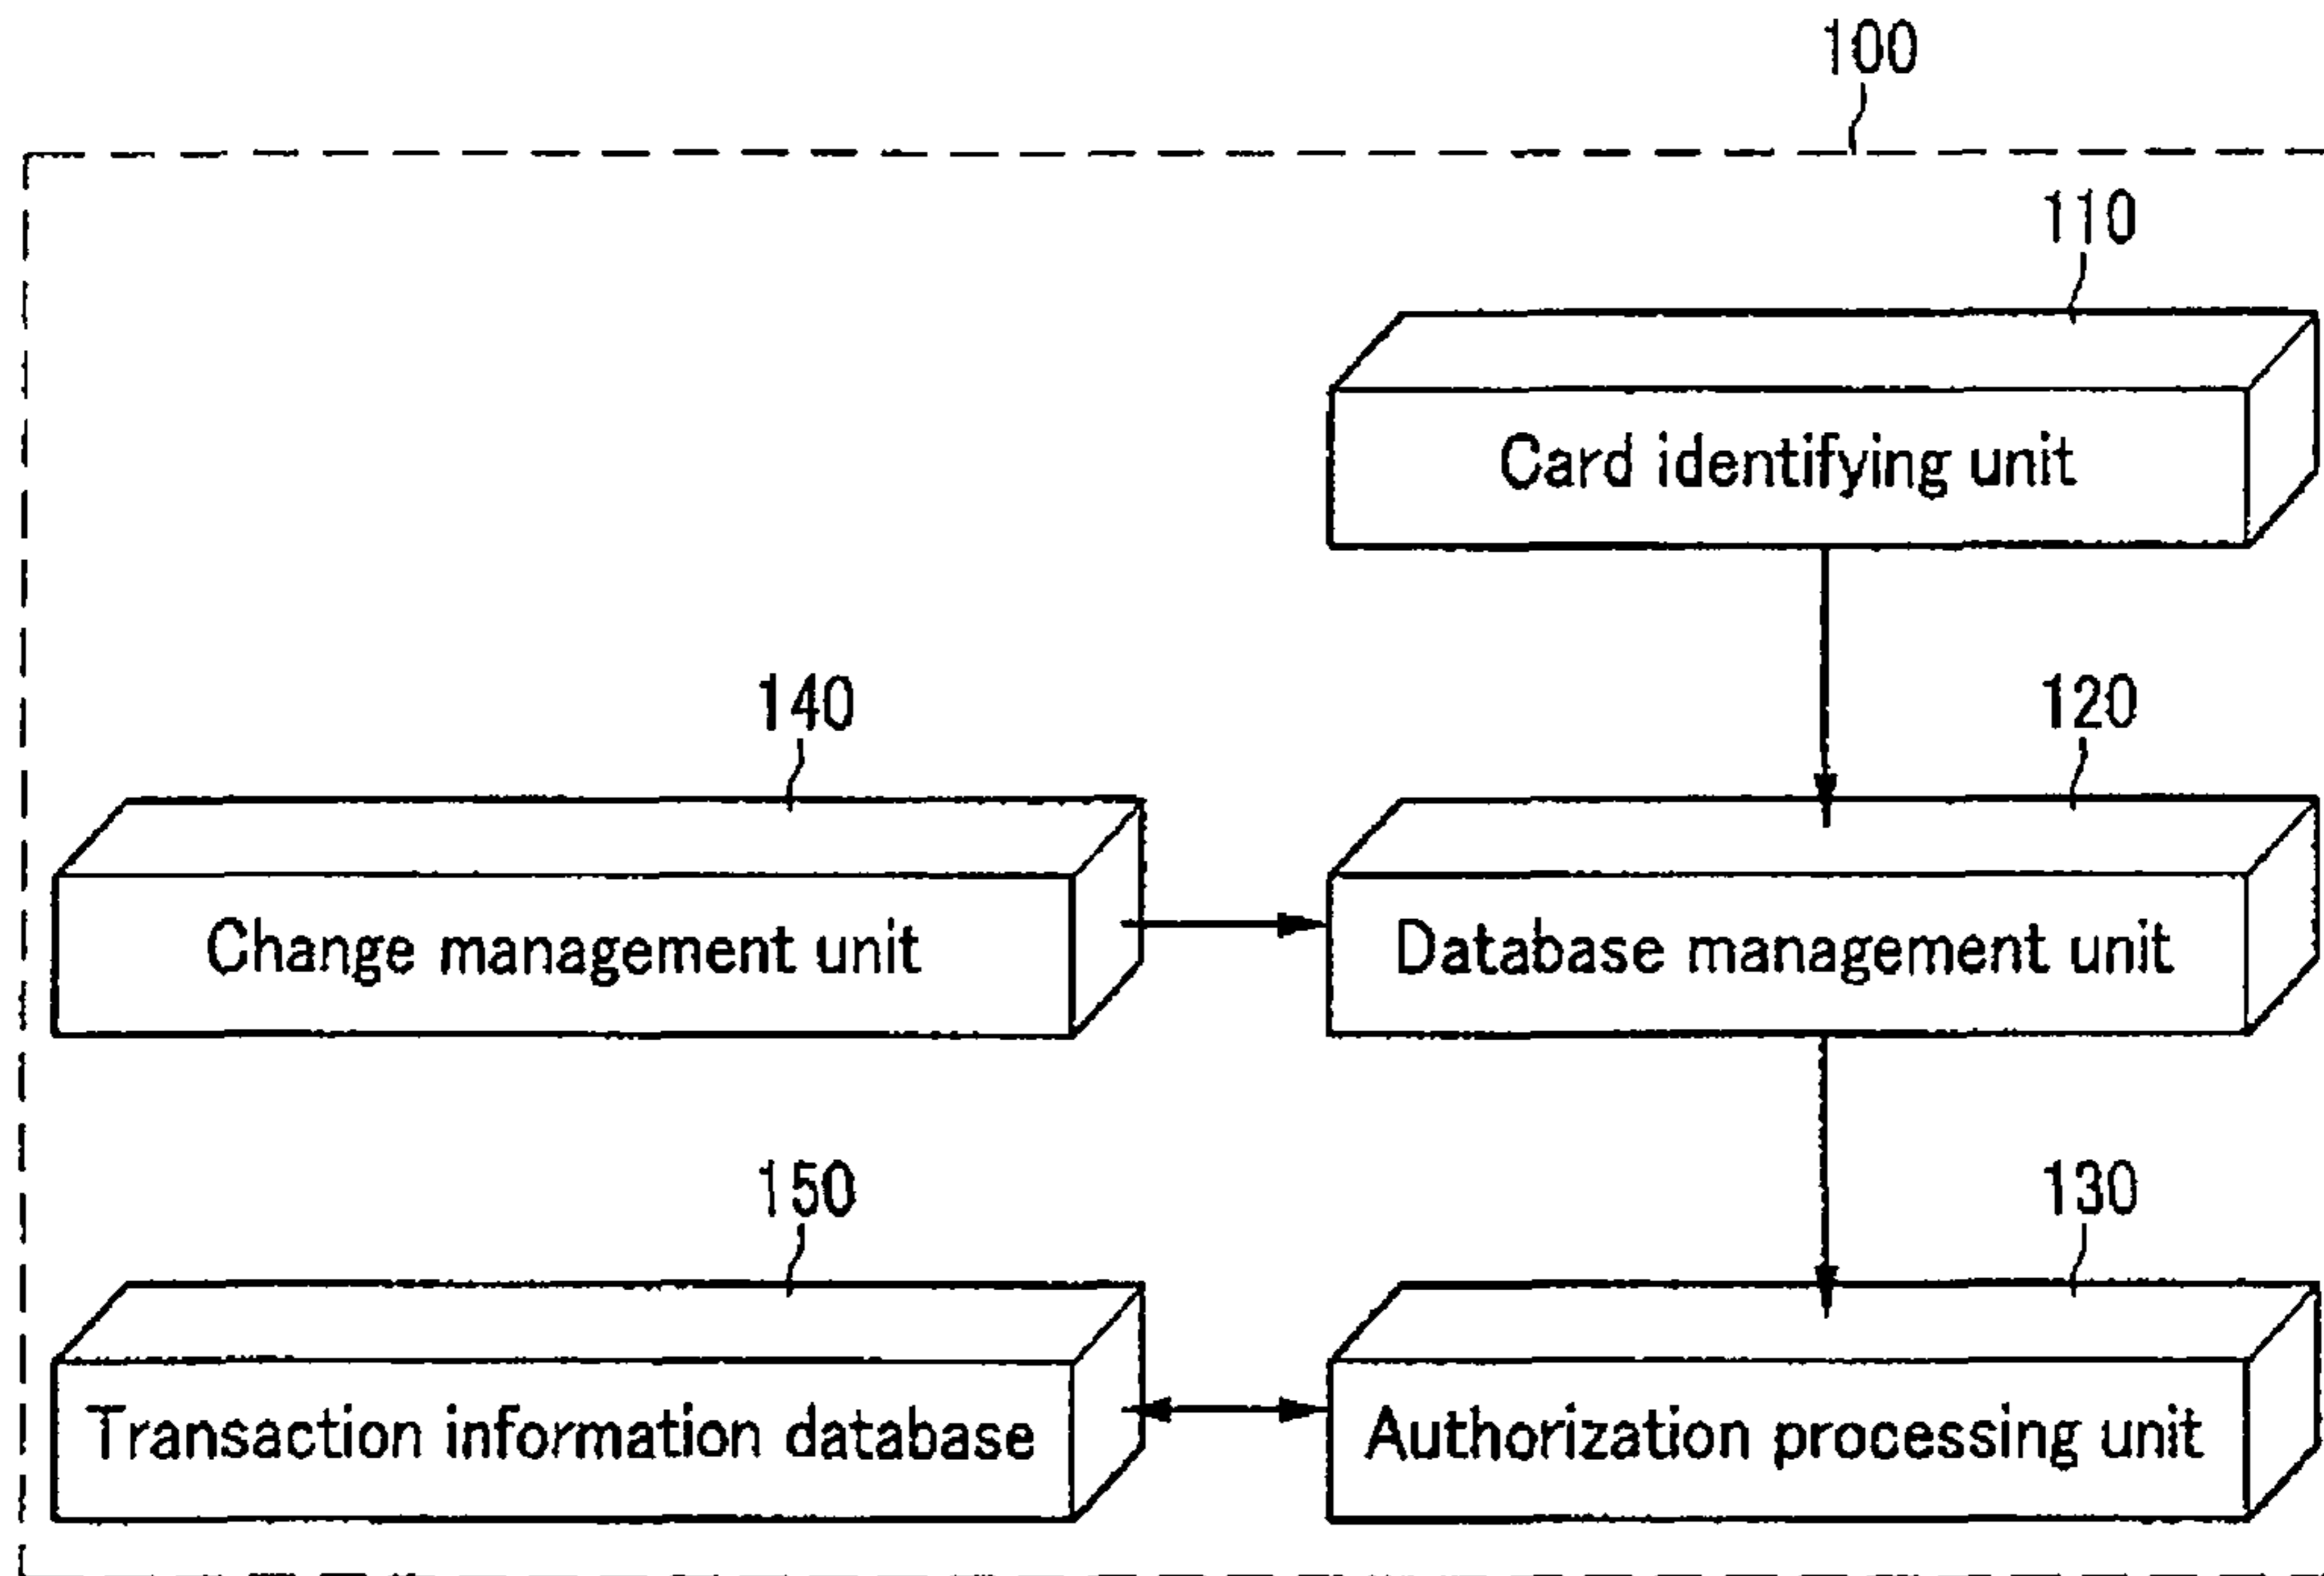 100
110
Card identifying unit
140
120
Change management unit
Database management unit
150
130
Transaction information database
Authorization processing unit